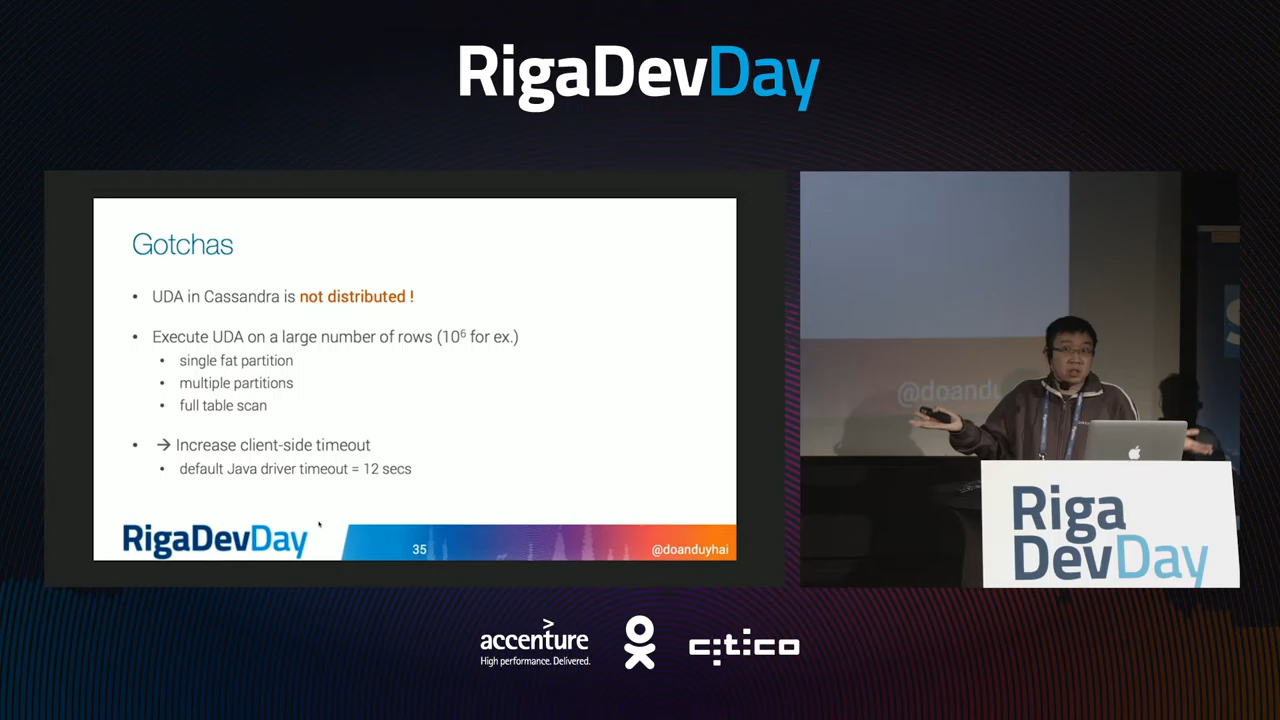 RigaDevDay
Gotchas
• UDA in Cassandra is not distributed !
• Execute UDA on a large number of rows (10⁶ for ex.)
• single fat partition
• multiple partitions
• full table scan
• → Increase client-side timeout
• default Java driver timeout = 12 secs
RigaDevDay
35
@doanduyhai
@doandu
Riga
DevDay
accenture
High performance. Delivered.
citico